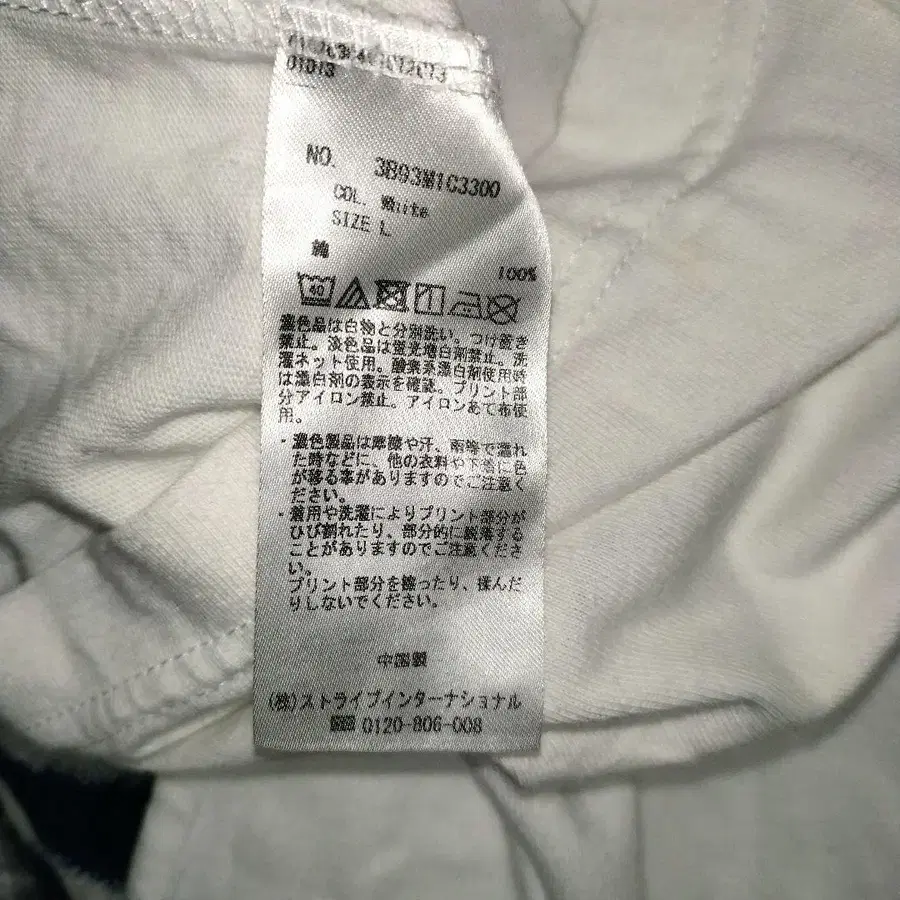 01013
NO. 3B93M1C3300
COL. White
SIZE L
綿
100%
40
濃色品は白物と分別洗い。つけ置き
禁止。淡色品は蛍光増白剤禁止。洗
濯ネット使用。酸素系漂白剤使用時
は漂白剤の表示を確認。プリント部
分アイロン禁止。アイロンあて布使
用。
・濃色製品は摩擦や汗、雨等で濡れ
た時などに、他の衣料や下着に色
が移る事がありますのでご注意く
ださい。
・着用や洗濯によりプリント部分が
ひび割れたり、部分的に脱落する
ことがありますのでご注意くださ
い。
プリント部分を擦ったり、揉んだ
りしないでください。
中国製
(株)ストライプインターナショナル
0120-806-008